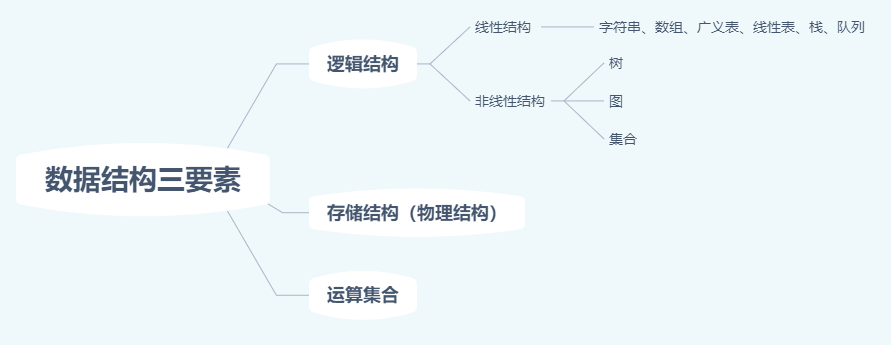 数据结构三要素
逻辑结构
线性结构
字符串、数组、广义表、线性表、栈、队列
非线性结构
树
图
集合
存储结构（物理结构）
运算集合